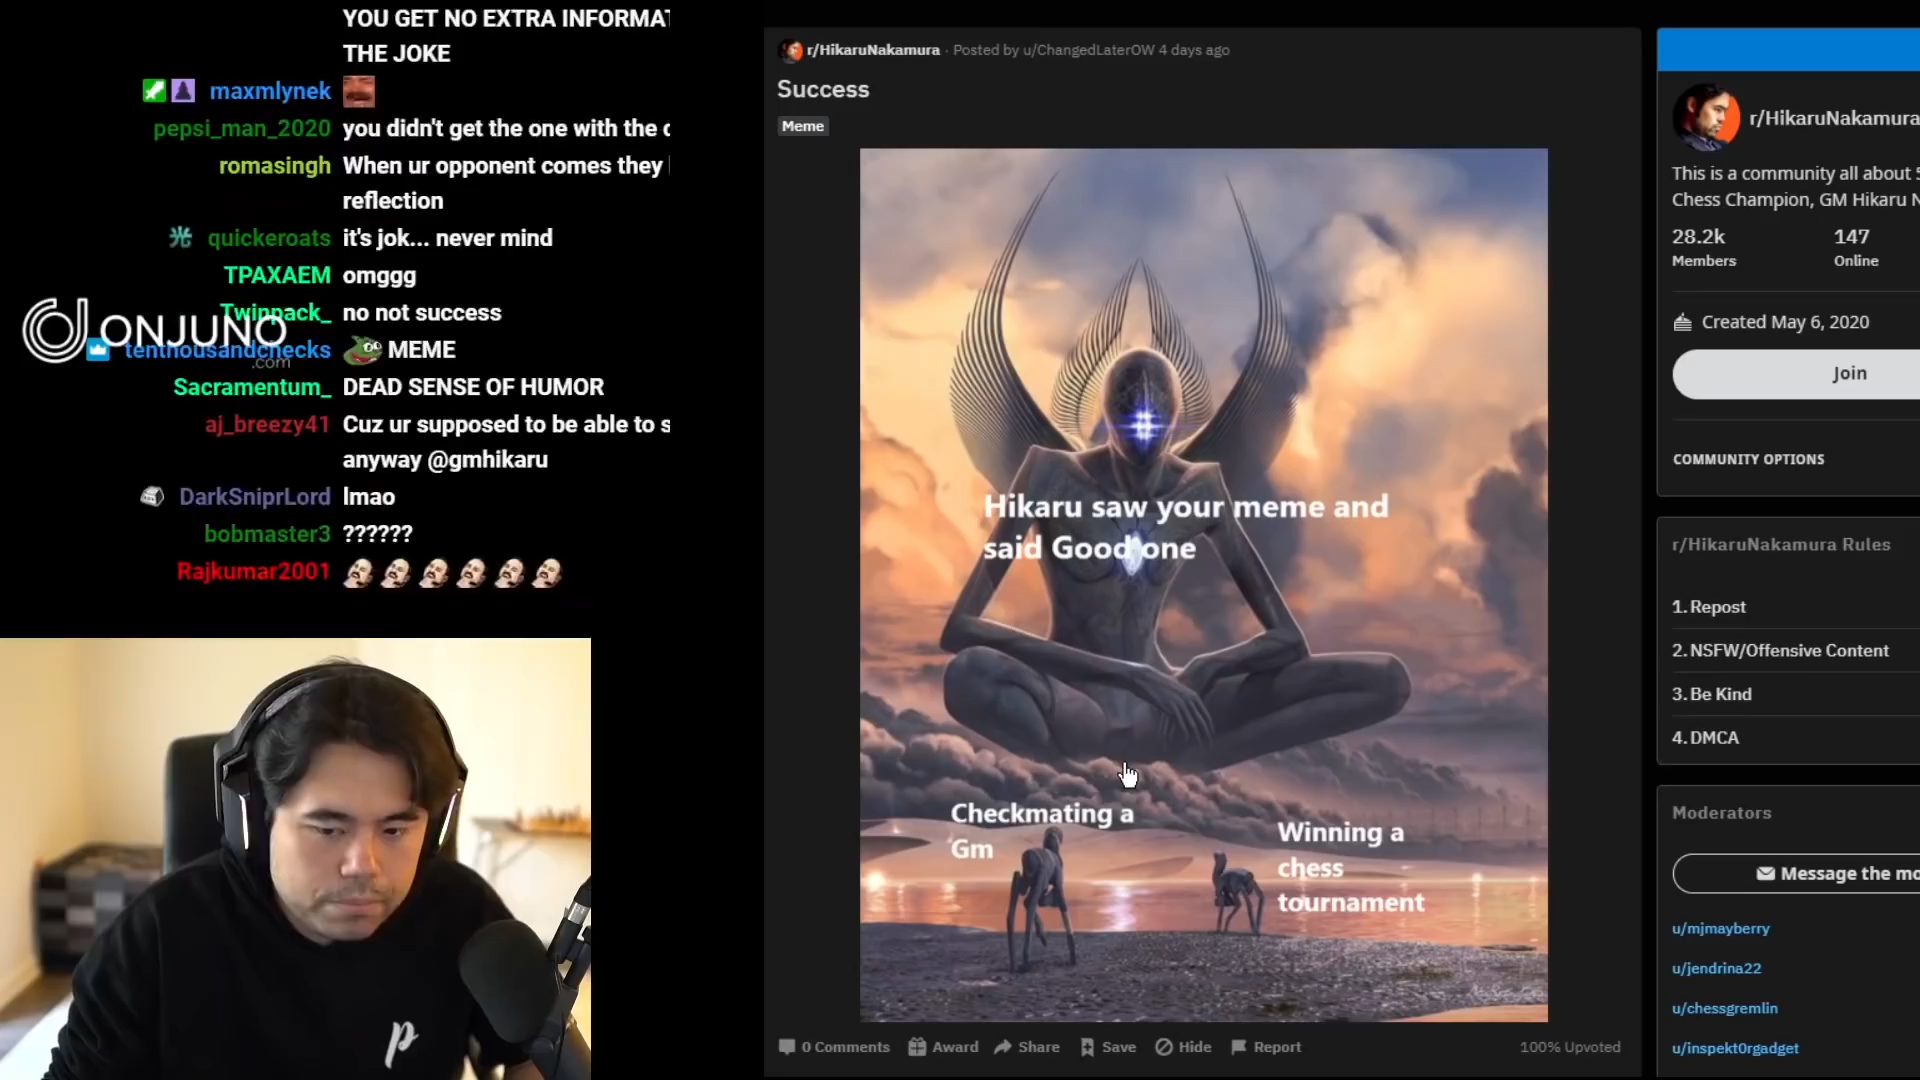 YOU GET NO EXTRA INFORMAT
THE JOKE
maxmlynek
pepsi_man_2020 you didn't get the one with the
romasingh When ur opponent comes they
reflection
quickeroats it's jok... never mind
TPAXAEM omggg
Twinpack_ no not success
tenthousandchecks MEME
Sacramentum_ DEAD SENSE OF HUMOR
aj_breezy41 Cuz ur supposed to be able to s
anyway @gmhikaru
DarkSniprLord lmao
bobmaster3 ??????
Rajkumar2001
ONJUNO
.com
p
r/HikaruNakamura · Posted by u/ChangedLaterOW 4 days ago
Success
Meme
Hikaru saw your meme and
said Good one
Checkmating a
Gm
Winning a
chess
tournament
0 Comments Award Share Save Hide Report 100% Upvoted
r/HikaruNakamura
This is a community all about 5
Chess Champion, GM Hikaru N
28.2k 147
Members Online
Created May 6, 2020
Join
COMMUNITY OPTIONS
r/HikaruNakamura Rules
1. Repost
2. NSFW/Offensive Content
3. Be Kind
4. DMCA
Moderators
Message the mo
u/mjmayberry
u/jendrina22
u/chessgremlin
u/inspekt0rgadget